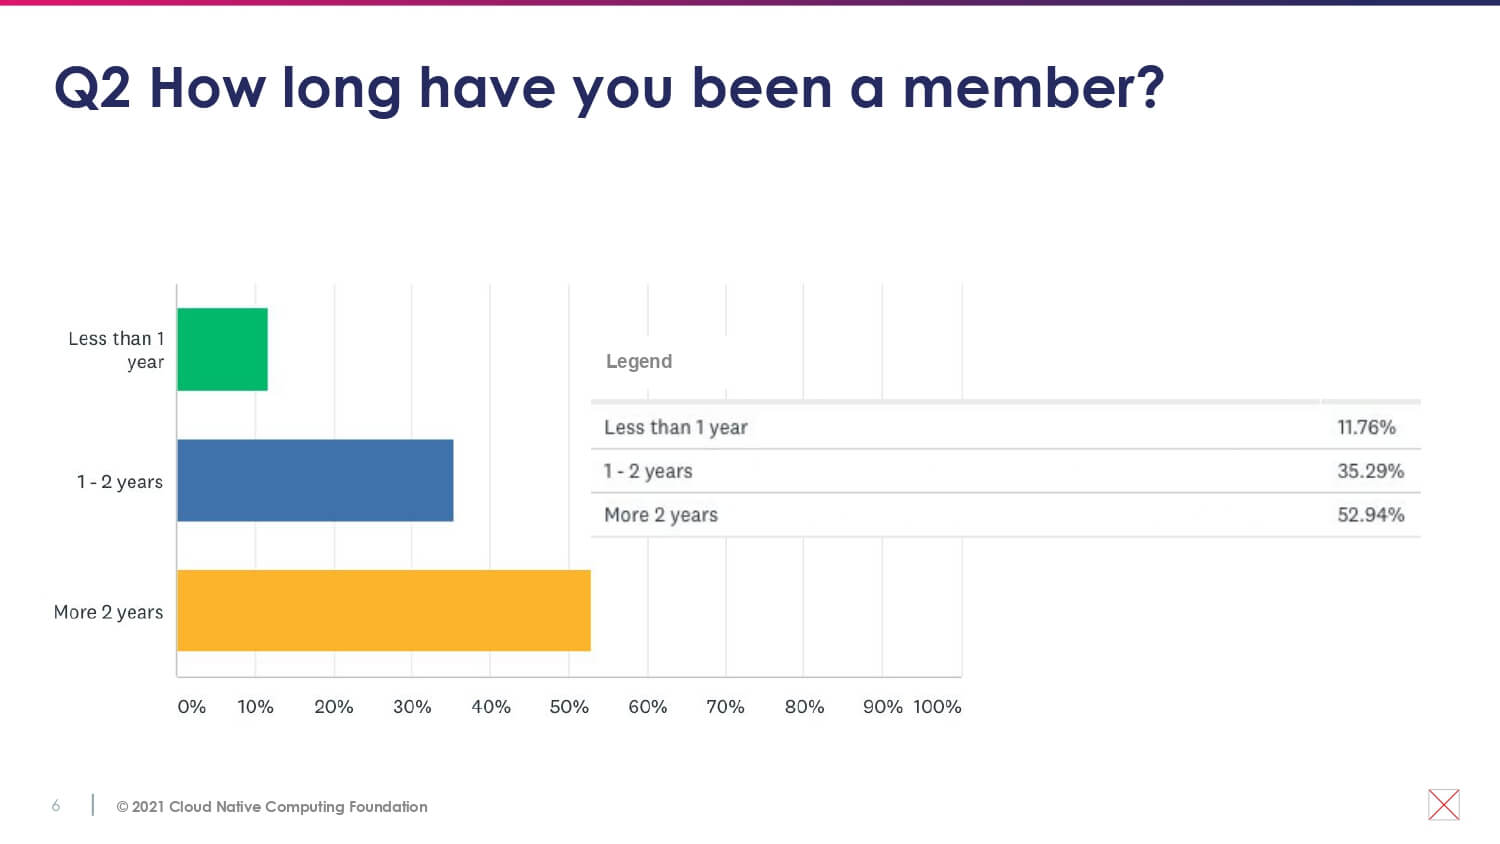 Q2 How long have you been a member?
Less than 1
year
1 - 2 years
More 2 years
Legend
Less than 1 year 11.76%
1 - 2 years 35.29%
More 2 years 52.94%
0% 10% 20% 30% 40% 50% 60% 70% 80% 90% 100%
6 © 2021 Cloud Native Computing Foundation